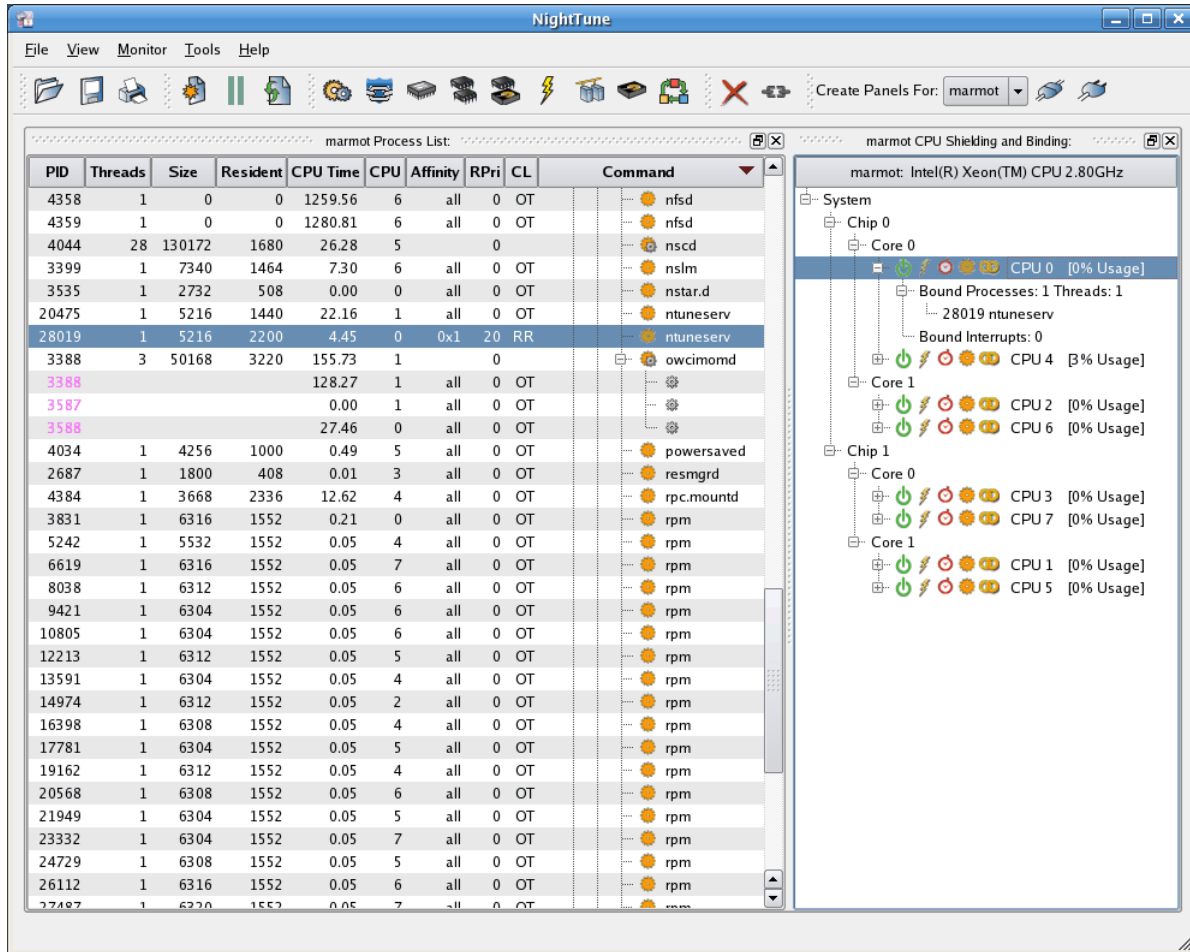 NightTune
File View Monitor Tools Help
Create Panels For: marmot
marmot Process List:
PID Threads Size Resident CPU Time CPU Affinity RPri CL Command
4358 1 0 0 1259.56 6 all 0 OT nfsd
4359 1 0 0 1280.81 6 all 0 OT nfsd
4044 28 130172 1680 26.28 5 0 nscd
3399 1 7340 1464 7.30 6 all 0 OT nslm
3535 1 2732 508 0.00 0 all 0 OT nstar.d
20475 1 5216 1440 22.16 1 all 0 OT ntuneserv
28019 1 5216 2200 4.45 0 0x1 20 RR ntuneserv
3388 3 50168 3220 155.73 1 0 owcimomd
3388 128.27 1 all 0 OT
3587 0.00 1 all 0 OT
3588 27.46 0 all 0 OT
4034 1 4256 1000 0.49 5 all 0 OT powersaved
2687 1 1800 408 0.01 3 all 0 OT resmgrd
4384 1 3668 2336 12.62 4 all 0 OT rpc.mountd
3831 1 6316 1552 0.21 0 all 0 OT rpm
5242 1 5532 1552 0.05 4 all 0 OT rpm
6619 1 6316 1552 0.05 7 all 0 OT rpm
8038 1 6312 1552 0.05 6 all 0 OT rpm
9421 1 6304 1552 0.05 6 all 0 OT rpm
10805 1 6304 1552 0.05 6 all 0 OT rpm
12213 1 6312 1552 0.05 5 all 0 OT rpm
13591 1 6304 1552 0.05 4 all 0 OT rpm
14974 1 6312 1552 0.05 2 all 0 OT rpm
16398 1 6308 1552 0.05 4 all 0 OT rpm
17781 1 6304 1552 0.05 5 all 0 OT rpm
19162 1 6312 1552 0.05 4 all 0 OT rpm
20568 1 6308 1552 0.05 6 all 0 OT rpm
21949 1 6304 1552 0.05 5 all 0 OT rpm
23332 1 6304 1552 0.05 7 all 0 OT rpm
24729 1 6308 1552 0.05 5 all 0 OT rpm
26112 1 6316 1552 0.05 6 all 0 OT rpm
27487 1 6320 1552 0.05 7 all 0 OT rpm
marmot CPU Shielding and Binding:
marmot: Intel(R) Xeon(TM) CPU 2.80GHz
System
Chip 0
Core 0
CPU 0 [0% Usage]
Bound Processes: 1 Threads: 1
28019 ntuneserv
Bound Interrupts: 0
CPU 4 [3% Usage]
Core 1
CPU 2 [0% Usage]
CPU 6 [0% Usage]
Chip 1
Core 0
CPU 3 [0% Usage]
CPU 7 [0% Usage]
Core 1
CPU 1 [0% Usage]
CPU 5 [0% Usage]